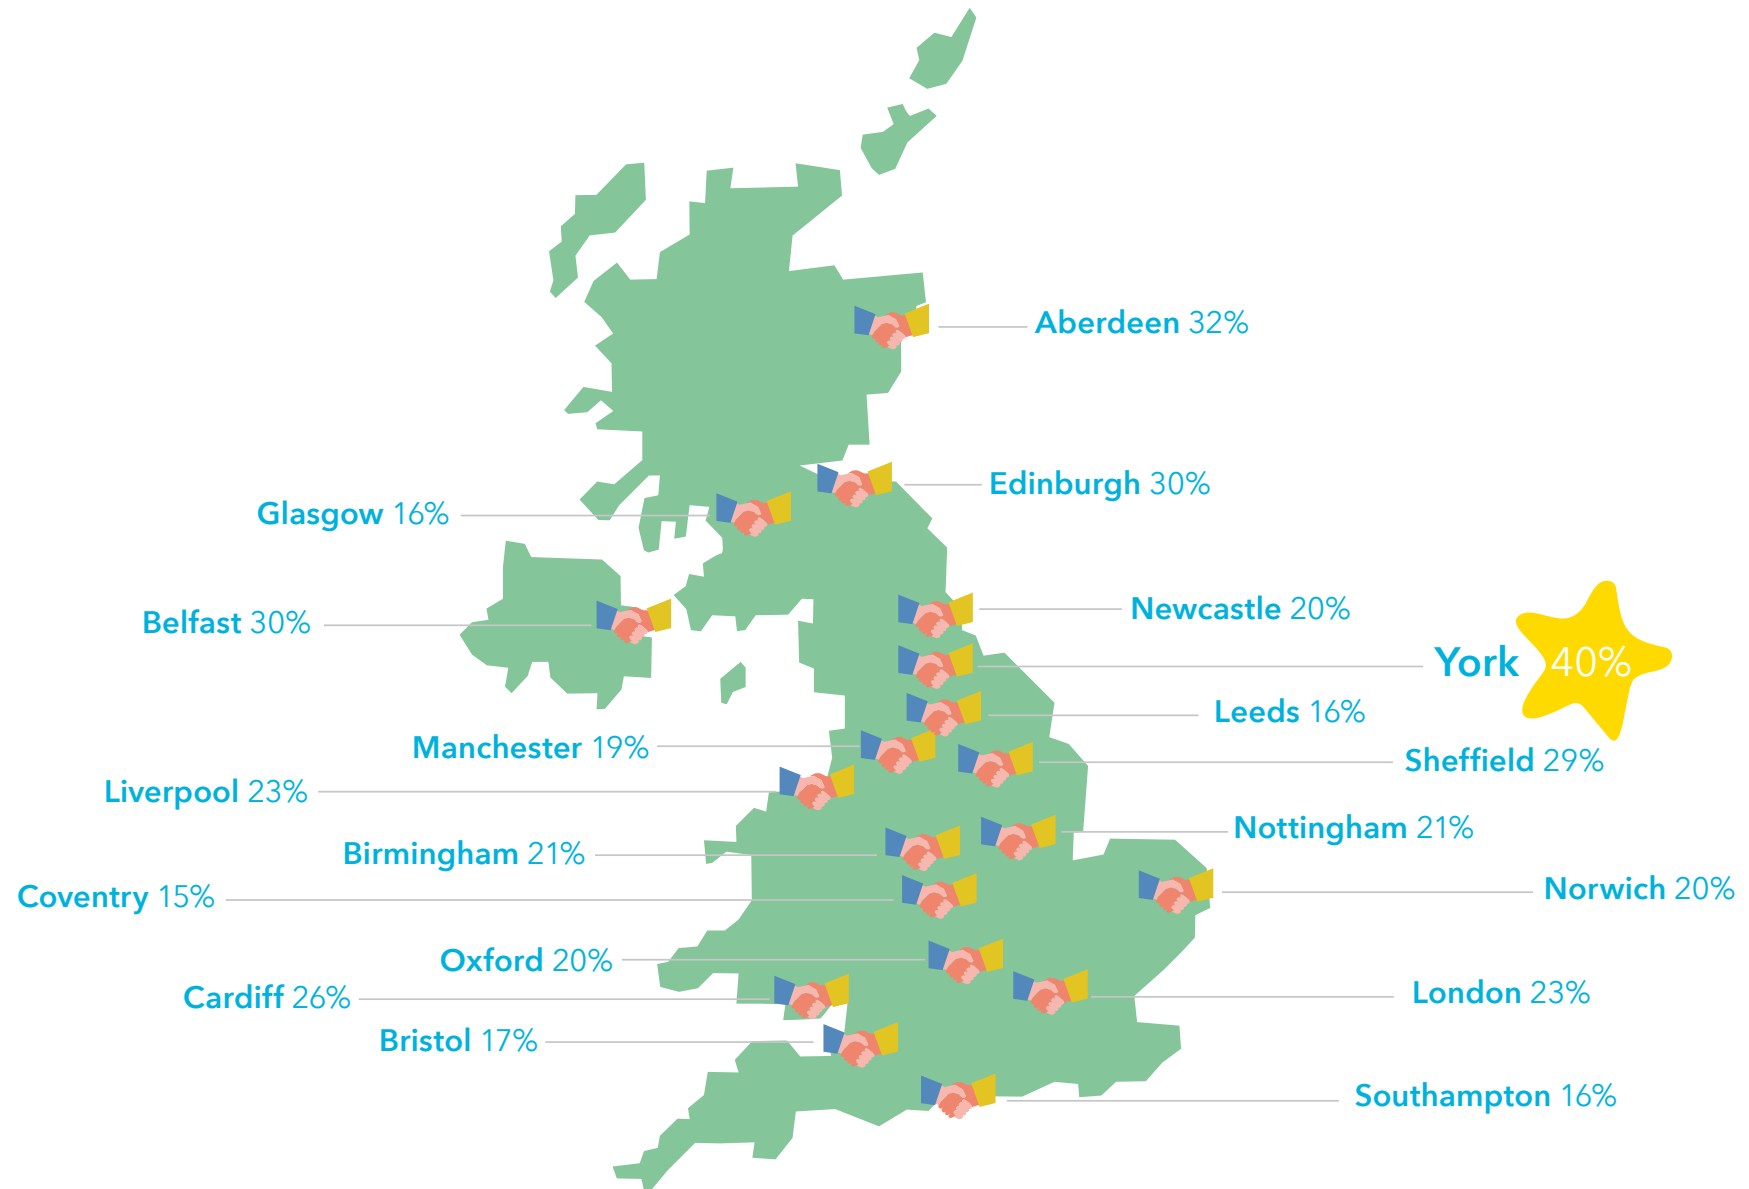 Aberdeen 32%
Edinburgh 30%
Glasgow 16%
Newcastle 20%
Belfast 30%
York 40%
Leeds 16%
Manchester 19%
Sheffield 29%
Liverpool 23%
Nottingham 21%
Birmingham 21%
Norwich 20%
Coventry 15%
Oxford 20%
London 23%
Cardiff 26%
Bristol 17%
Southampton 16%